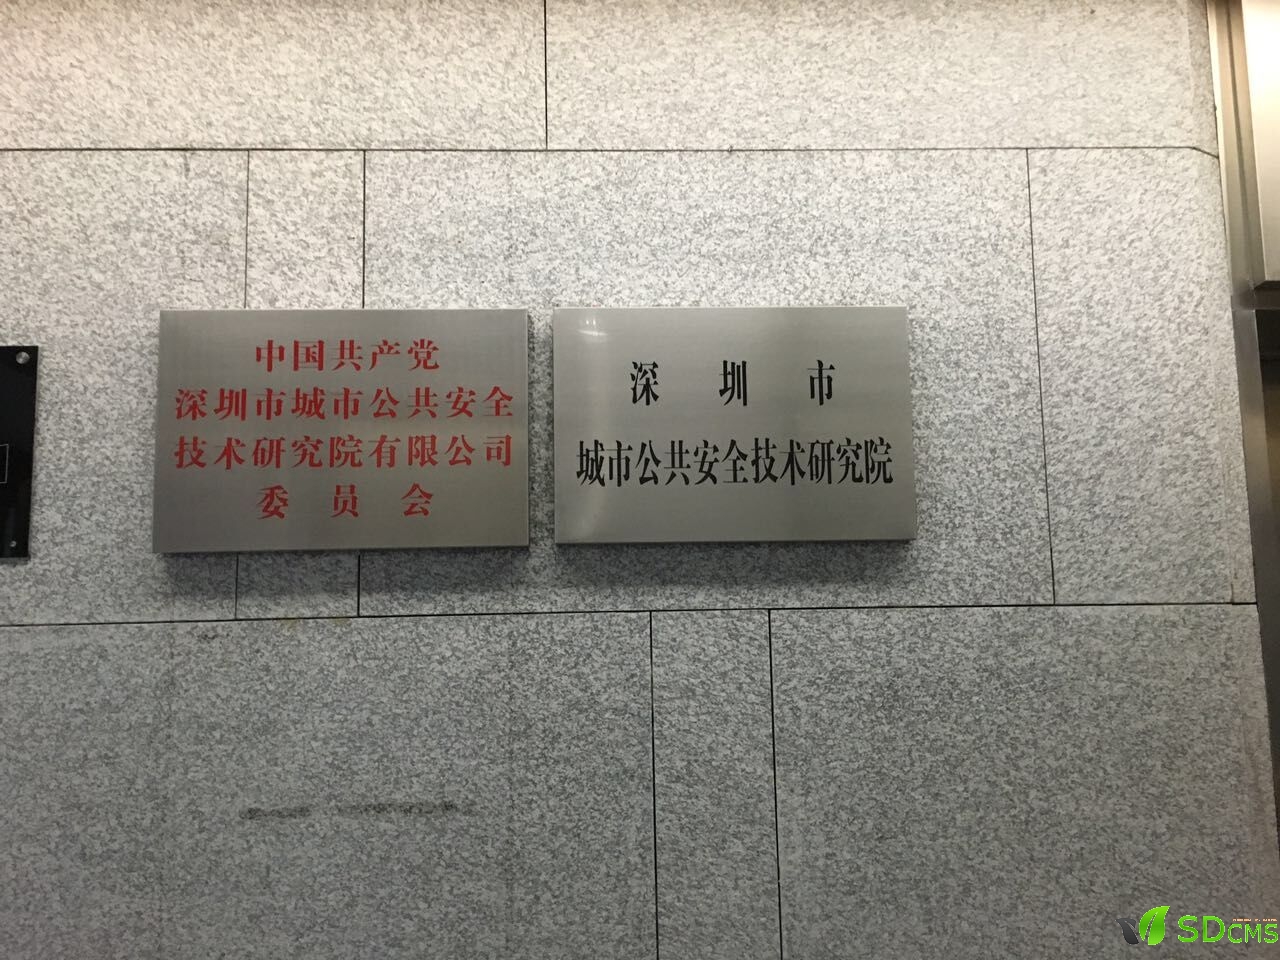 中国共产党
深圳市城市公共安全
技术研究院有限公司
委员会
深圳市
城市公共安全技术研究院
SDCMS